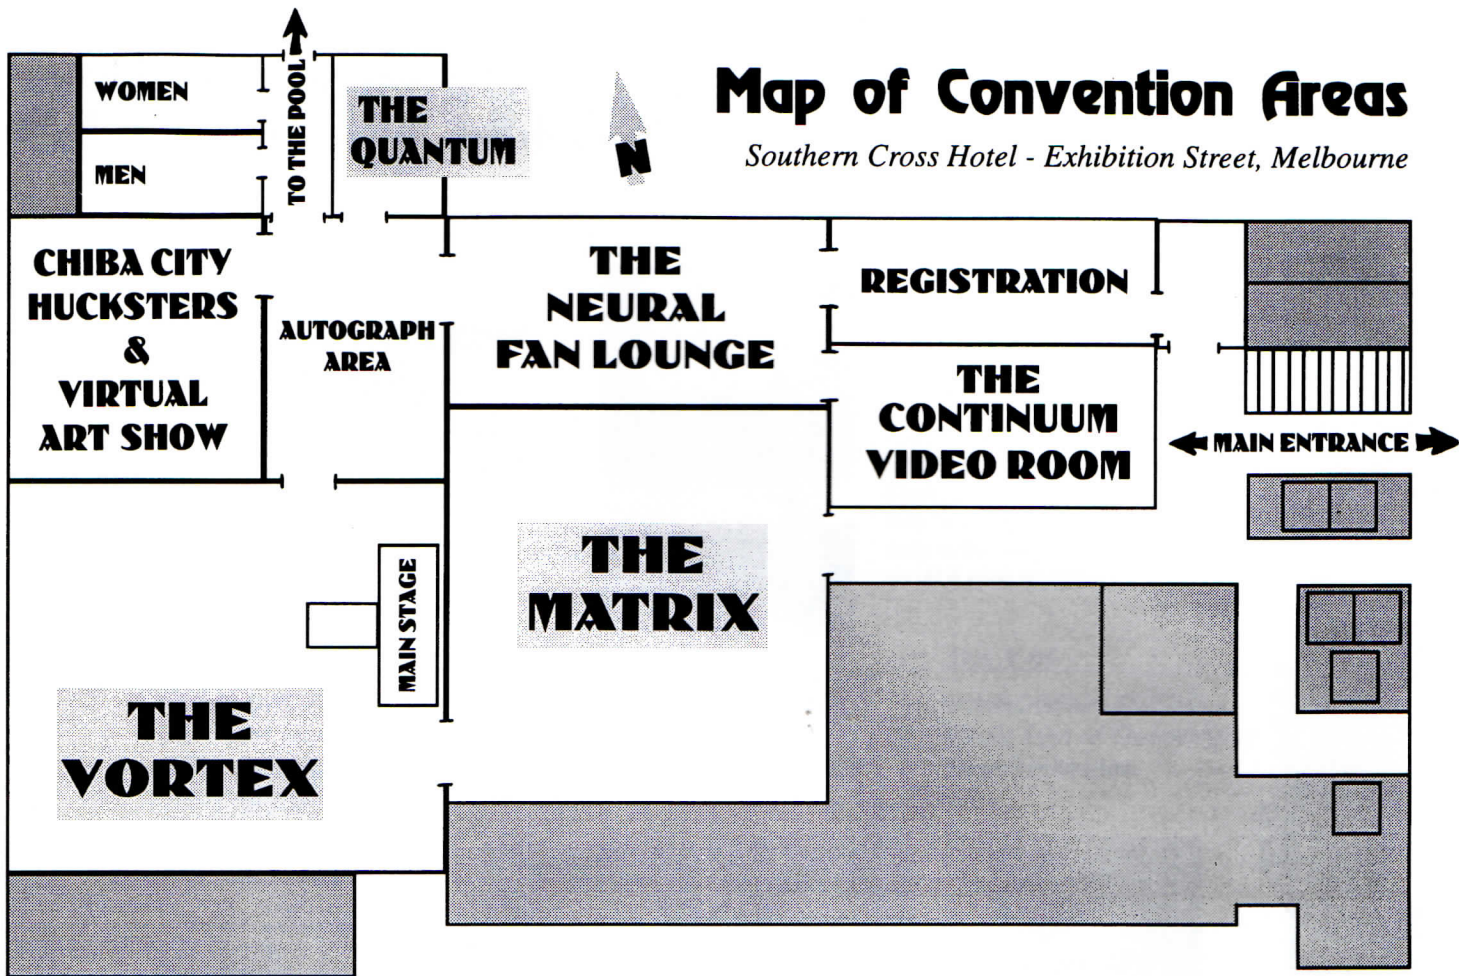 Map of Convention Areas
Southern Cross Hotel - Exhibition Street, Melbourne
N
WOMEN
MEN
TO THE POOL
THE
QUANTUM
CHIBA CITY
HUCKSTERS
&
VIRTUAL
ART SHOW
AUTOGRAPH
AREA
THE
NEURAL
FAN LOUNGE
REGISTRATION
THE
CONTINUUM
VIDEO ROOM
MAIN ENTRANCE
THE
MATRIX
MAIN STAGE
THE
VORTEX